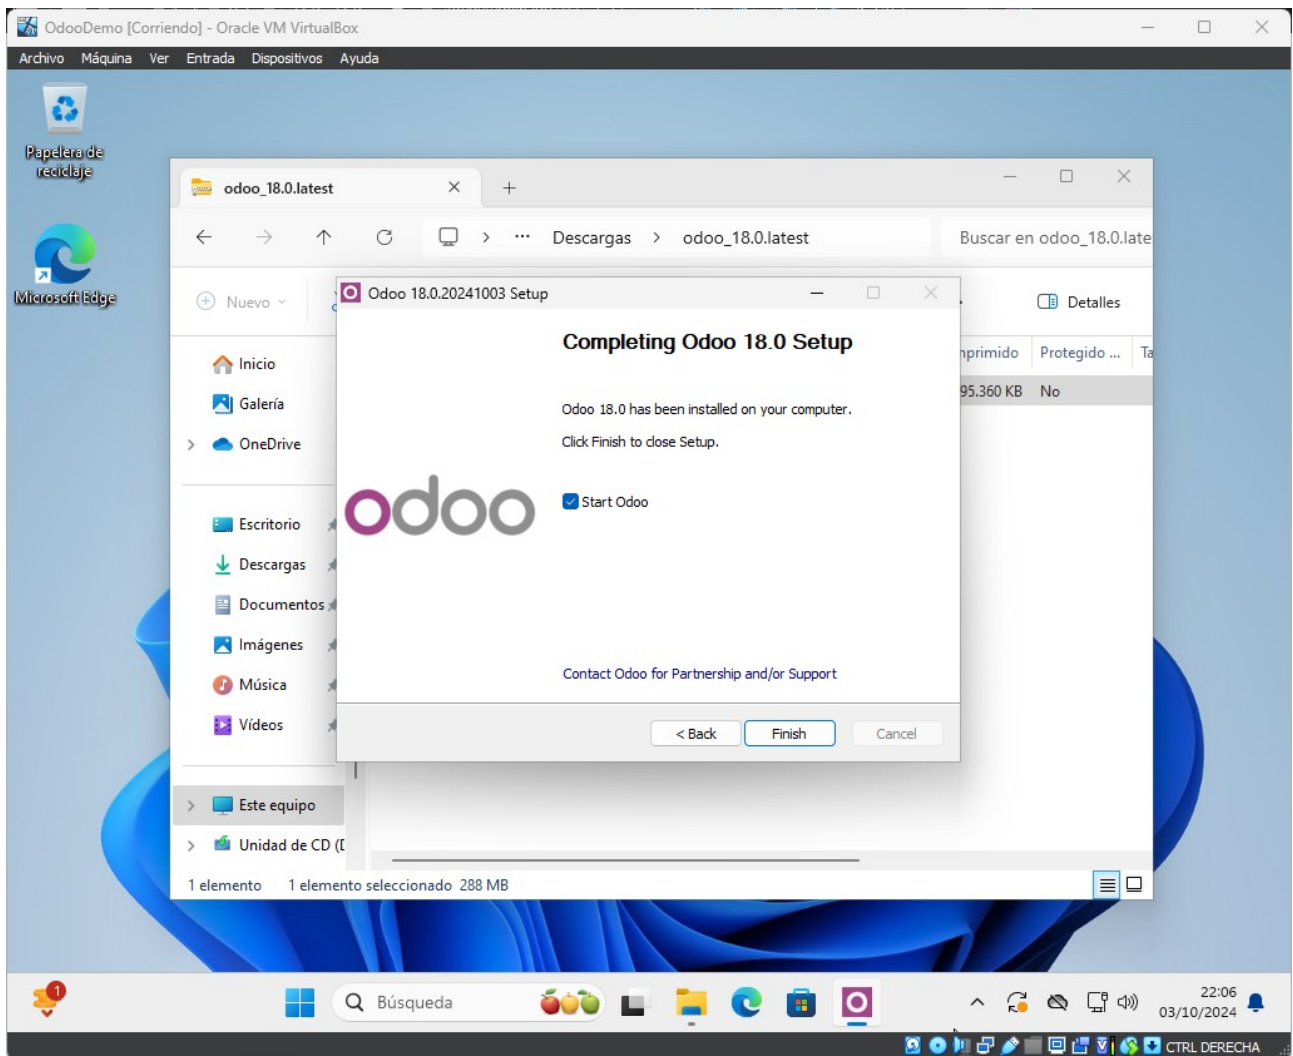 OdooDemo [Corriendo] - Oracle VM VirtualBox
Archivo Máquina Ver Entrada Dispositivos Ayuda
Papelera de
reciclaje
Microsoft Edge
odoo_18.0.latest
Descargas > odoo_18.0.latest
Buscar en odoo_18.0.late
Nuevo
Detalles
Odoo 18.0.20241003 Setup
Completing Odoo 18.0 Setup
Odoo 18.0 has been installed on your computer.
Click Finish to close Setup.
odoo
Start Odoo
Contact Odoo for Partnership and/or Support
< Back Finish Cancel
mprimido Protegido ... Ta
95.360 KB No
Inicio
Galería
OneDrive
Escritorio
Descargas
Documentos
Imágenes
Música
Vídeos
Este equipo
Unidad de CD (D
1 elemento 1 elemento seleccionado 288 MB
1
Búsqueda
22:06
03/10/2024
CTRL DERECHA